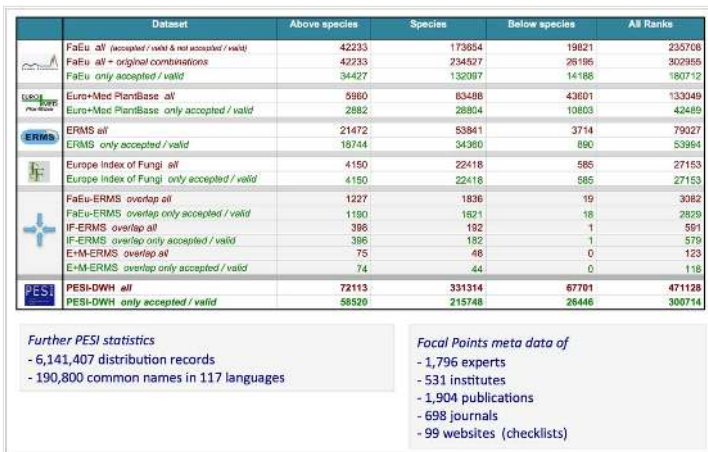 Dataset Above species Species Below species All Ranks
FaEu all (accepted / valid & not accepted / valid) 42233 173654 19821 235708
FaEu all + original combinations 42233 234527 26195 302955
FaEu only accepted / valid 34427 132097 14188 180712
EURO MED PlantBase
Euro+Med PlantBase all 5960 83488 43601 133049
Euro+Med PlantBase only accepted / valid 2882 28804 10803 42489
ERMS
ERMS all 21472 53841 3714 79027
ERMS only accepted / valid 18744 34360 890 53994
IF
Europe Index of Fungi all 4150 22418 585 27153
Europe Index of Fungi only accepted / valid 4150 22418 585 27153
FaEu-ERMS overlap all 1227 1836 19 3082
FaEu-ERMS overlap only accepted / valid 1190 1621 18 2829
IF-ERMS overlap all 398 192 1 591
IF-ERMS overlap only accepted / valid 396 182 1 579
E+M-ERMS overlap all 75 48 0 123
E+M-ERMS overlap only accepted / valid 74 44 0 118
PESI
PESI-DWH all 72113 331314 67701 471128
PESI-DWH only accepted / valid 58520 215748 26446 300714
Further PESI statistics
- 6,141,407 distribution records
- 190,800 common names in 117 languages
Focal Points meta data of
- 1,796 experts
- 531 institutes
- 1,904 publications
- 698 journals
- 99 websites (checklists)